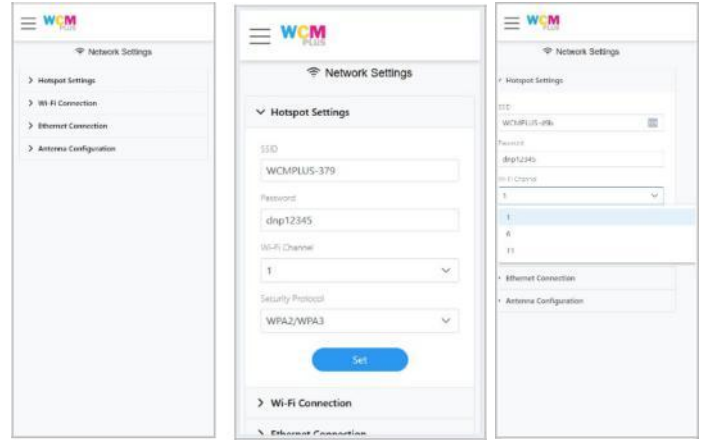 WCM
PLUS
Network Settings
Hotspot Settings
Wi-Fi Connection
Ethernet Connection
Antenna Configuration
WCM
PLUS
Network Settings
Hotspot Settings
SSID
WCMPLUS-379
Password
dnp12345
Wi-Fi Channel
1
Security Protocol
WPA2/WPA3
Set
Wi-Fi Connection
Ethernet Connection
WCM
PLUS
Network Settings
Hotspot Settings
SSID
Password
dnp12345
Wi-Fi Channel
1
1
6
11
Ethernet Connection
Antenna Configuration